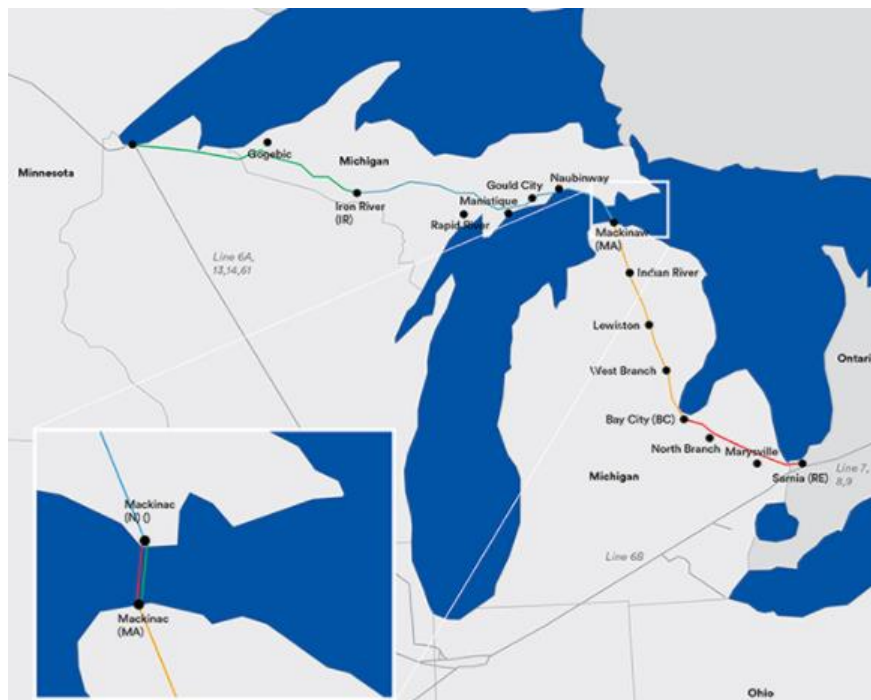 Minnesota
Gogebic
Michigan
Iron River
(IR)
Gould City
Naubinway
Manistique
Rapid River
Mackinaw
(MA)
Line 6A,
13,14,61
Indian River
Lewiston
West Branch
Ontari
Bay City (BC)
North Branch
Marysville
Michigan
Sarnia (RE)
Line 7,
8,9
Line 6B
Mackinac
(N) ()
Mackinac
(MA)
Ohio